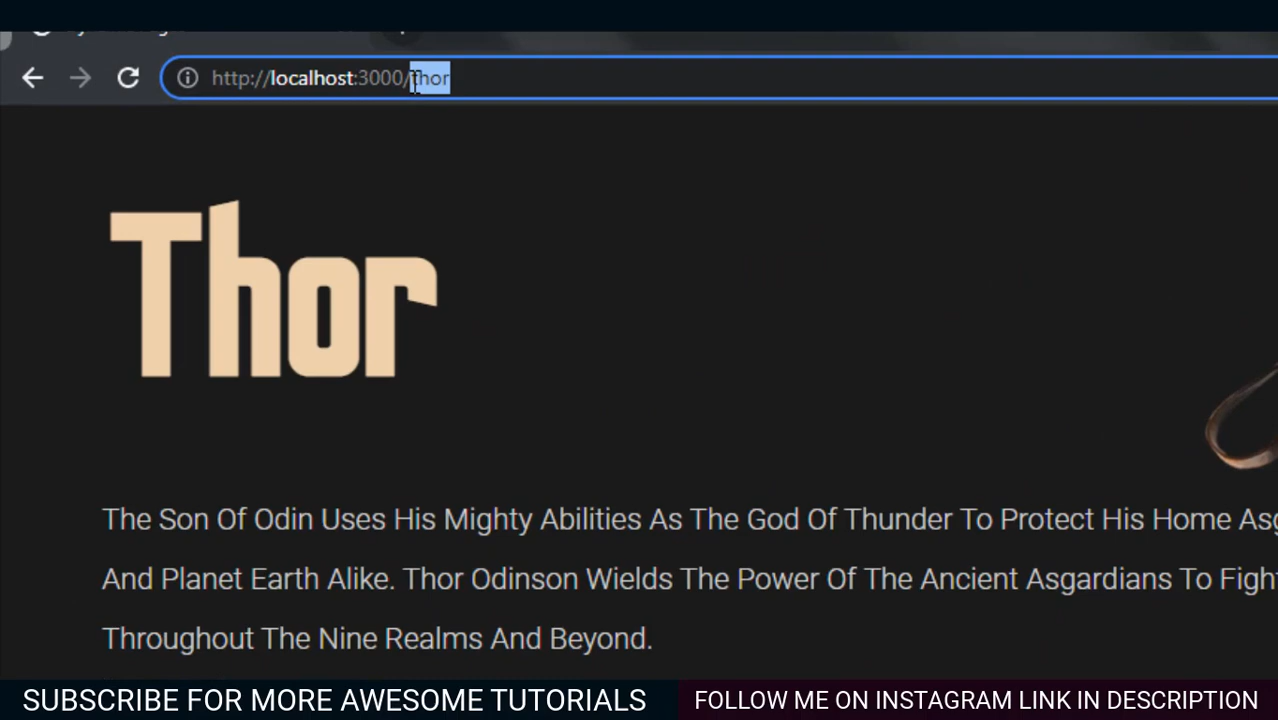 http://localhost:3000/thor
Thor
The Son Of Odin Uses His Mighty Abilities As The God Of Thunder To Protect His Home
And Planet Earth Alike. Thor Odinson Wields The Power Of The Ancient Asgardians To
Throughout The Nine Realms And Beyond.
SUBSCRIBE FOR MORE AWESOME TUTORIALS
FOLLOW ME ON INSTAGRAM LINK IN DESCRIPTION